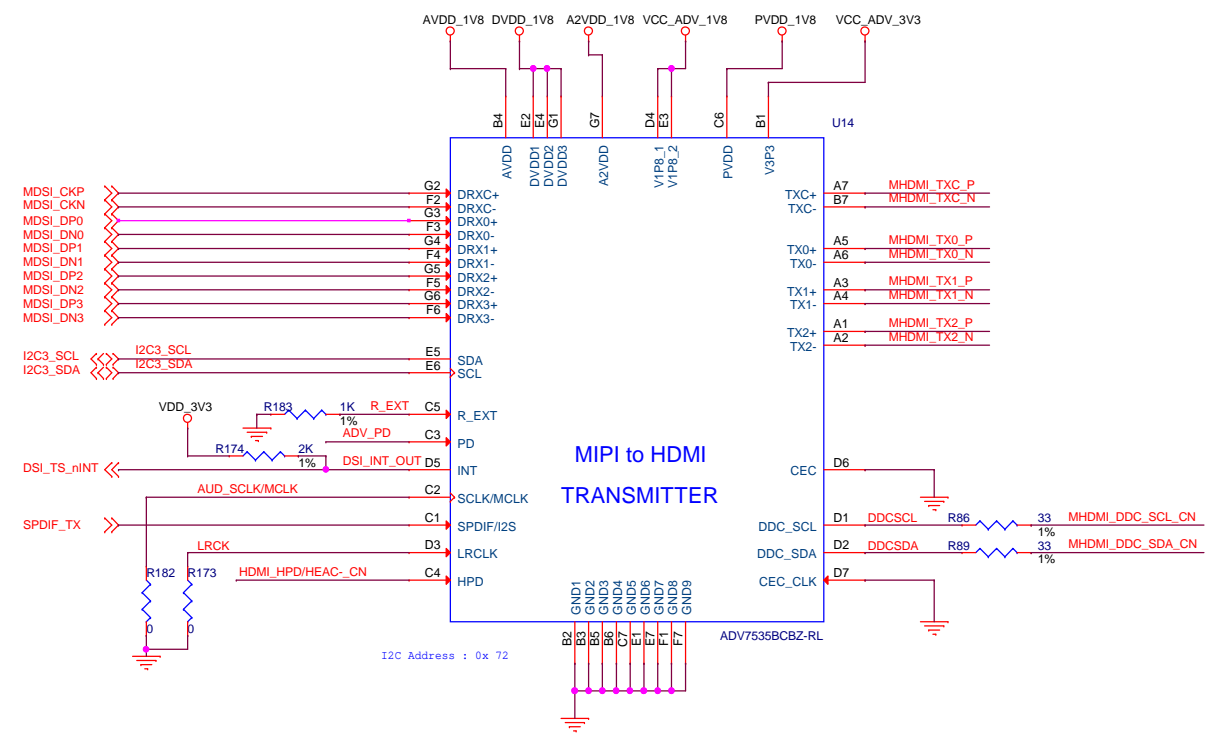 AVDD_1V8 DVDD_1V8 A2VDD_1V8 VCC_ADV_1V8 PVDD_1V8 VCC_ADV_3V3
B4 E2 E4 G1 G7 D4 E3 C6 B1
U14
AVDD DVDD1 DVDD2 DVDD3 A2VDD V1P8_1 V1P8_2 PVDD V3P3
MDSI_CKP G2 DRXC+ TXC+ A7 MHDMI_TXC_P
MDSI_CKN F2 DRXC- TXC- B7 MHDMI_TXC_N
MDSI_DP0 G3 DRX0+
MDSI_DN0 F3 DRX0- TX0+ A5 MHDMI_TX0_P
MDSI_DP1 G4 DRX1+ TX0- A6 MHDMI_TX0_N
MDSI_DN1 F4 DRX1-
MDSI_DP2 G5 DRX2+ TX1+ A3 MHDMI_TX1_P
MDSI_DN2 F5 DRX2- TX1- A4 MHDMI_TX1_N
MDSI_DP3 G6 DRX3+
MDSI_DN3 F6 DRX3- TX2+ A1 MHDMI_TX2_P
TX2- A2 MHDMI_TX2_N
I2C3_SCL I2C3_SCL E5 SDA
I2C3_SDA I2C3_SDA E6 SCL
VDD_3V3 R183 1K 1% R_EXT C5 R_EXT
ADV_PD C3 PD
R174 2K 1%
MIPI to HDMI
DSI_TS_nINT DSI_INT_OUT D5 INT CEC D6
TRANSMITTER
AUD_SCLK/MCLK C2 SCLK/MCLK
SPDIF_TX C1 SPDIF/I2S DDC_SCL D1 DDCSCL R86 33 1% MHDMI_DDC_SCL_CN
LRCK D3 LRCLK DDC_SDA D2 DDCSDA R89 33 1% MHDMI_DDC_SDA_CN
R182 R173 HDMI_HPD/HEAC-_CN C4 HPD CEC_CLK D7
0 0
GND1 GND2 GND3 GND4 GND5 GND6 GND7 GND8 GND9
B2 B3 B5 B6 C7 E1 E7 F1 F7
ADV7535BCBZ-RL
I2C Address : 0x 72